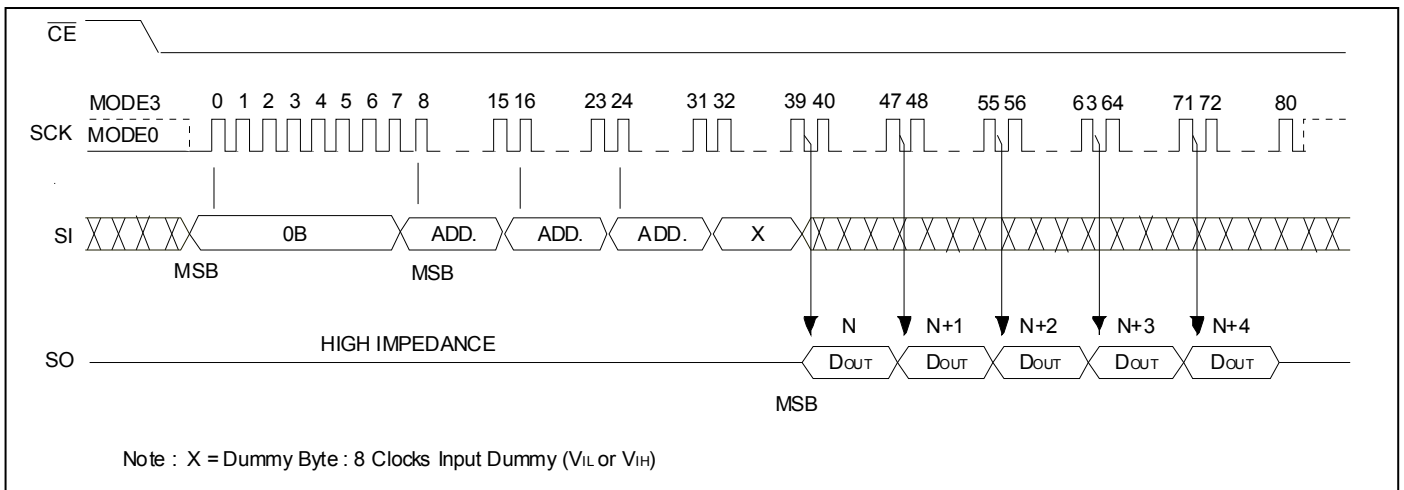 CE
MODE3 0 1 2 3 4 5 6 7 8 15 16 23 24 31 32 39 40 47 48 55 56 63 64 71 72 80
SCK MODE0
SI 0B ADD. ADD. ADD. X
MSB MSB
N N+1 N+2 N+3 N+4
HIGH IMPEDANCE
SO DOUT DOUT DOUT DOUT DOUT
MSB
Note : X = Dummy Byte : 8 Clocks Input Dummy (VIL or VIH)